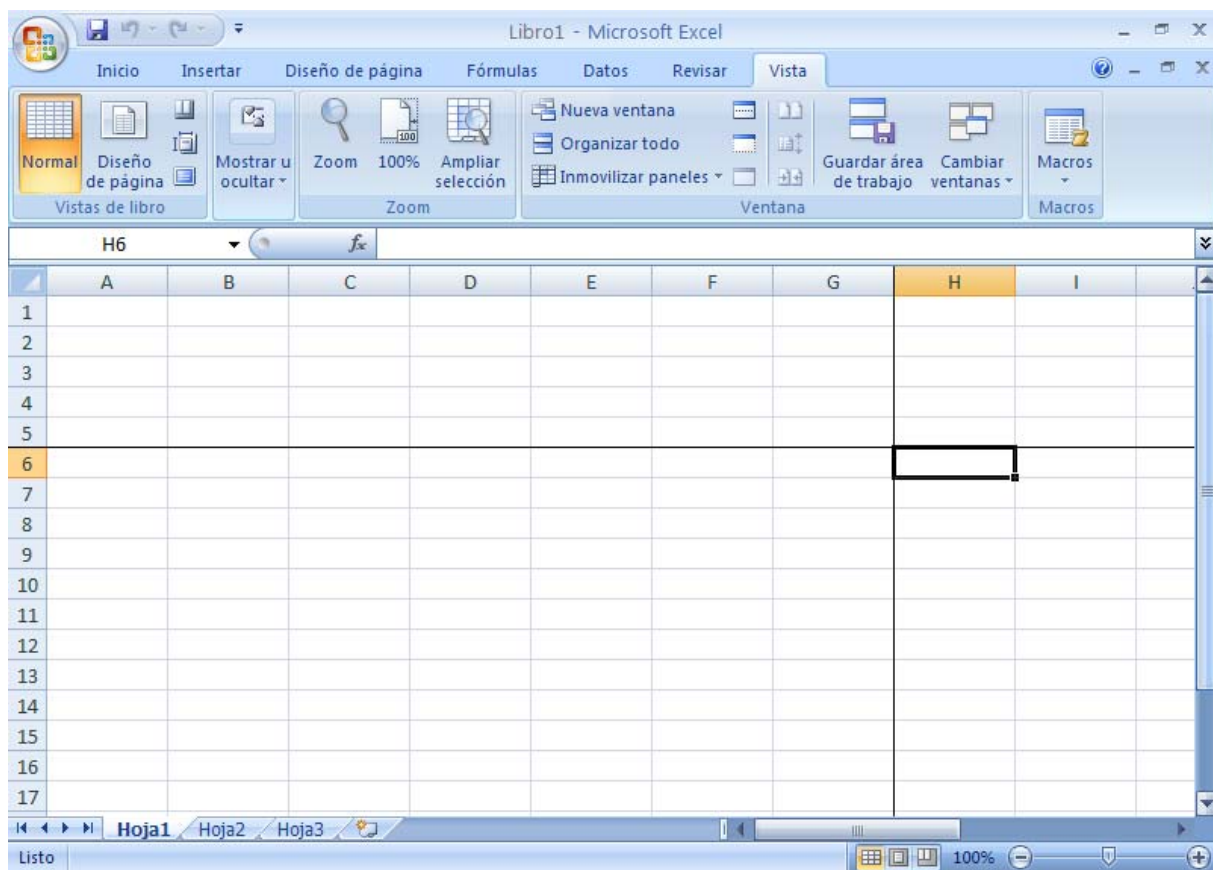 Libro1 - Microsoft Excel
Inicio Insertar Diseño de página Fórmulas Datos Revisar Vista
Normal
Diseño
de página
Mostrar u
ocultar
Zoom
100
100%
Ampliar
selección
Nueva ventana
Organizar todo
Inmovilizar paneles
Guardar área
de trabajo
Cambiar
ventanas
Macros
Vistas de libro Zoom Ventana Macros
H6 fx
A B C D E F G H I
1
2
3
4
5
6
7
8
9
10
11
12
13
14
15
16
17
Hoja1 Hoja2 Hoja3
Listo 100%